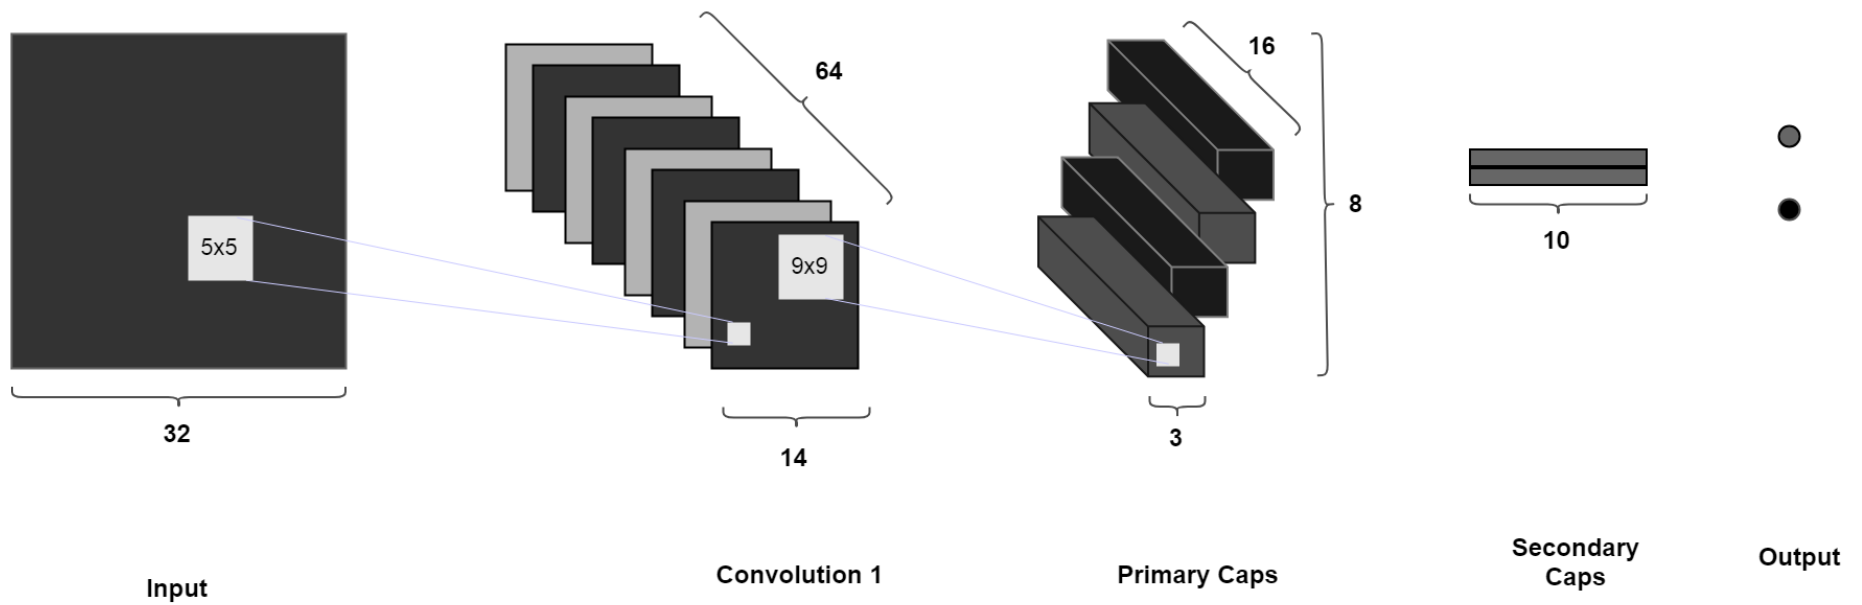 5x5
32
Input
64
9x9
14
Convolution 1
16
8
3
Primary Caps
10
Secondary
Caps
Output